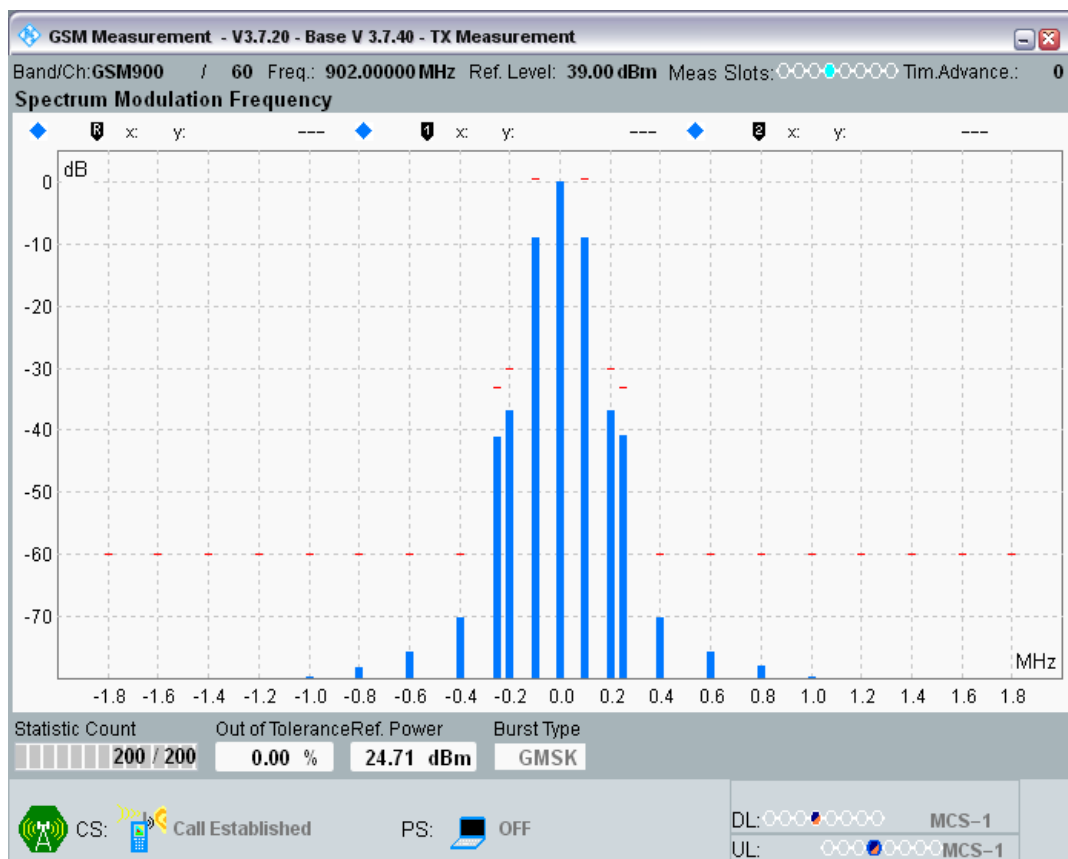 GSM Measurement - V3.7.20 - Base V 3.7.40 - TX Measurement
Band/Ch:GSM900 / 60 Freq.: 902.00000 MHz Ref. Level: 39.00 dBm Meas Slots: Tim.Advance.: 0
Spectrum Modulation Frequency
R x: y: --- 1 x: y: --- 2 x: y: ---
dB
0
-10
-20
-30
-40
-50
-60
-70
MHz
-1.8 -1.6 -1.4 -1.2 -1.0 -0.8 -0.6 -0.4 -0.2 0.0 0.2 0.4 0.6 0.8 1.0 1.2 1.4 1.6 1.8
Statistic Count Out of Tolerance Ref. Power Burst Type
200 / 200 0.00 % 24.71 dBm GMSK
CS: Call Established PS: OFF DL: MCS-1
UL: MCS-1